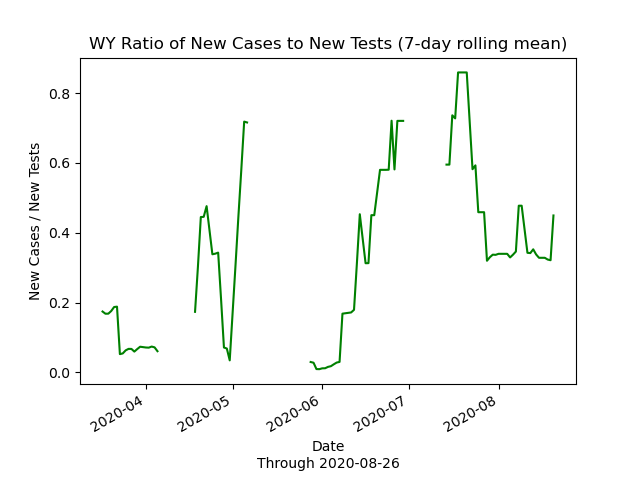 WY Ratio of New Cases to New Tests (7-day rolling mean)
New Cases / New Tests
0.8
0.6
0.4
0.2
0.0
2020-04
2020-05
2020-06
2020-07
2020-08
Date
Through 2020-08-26